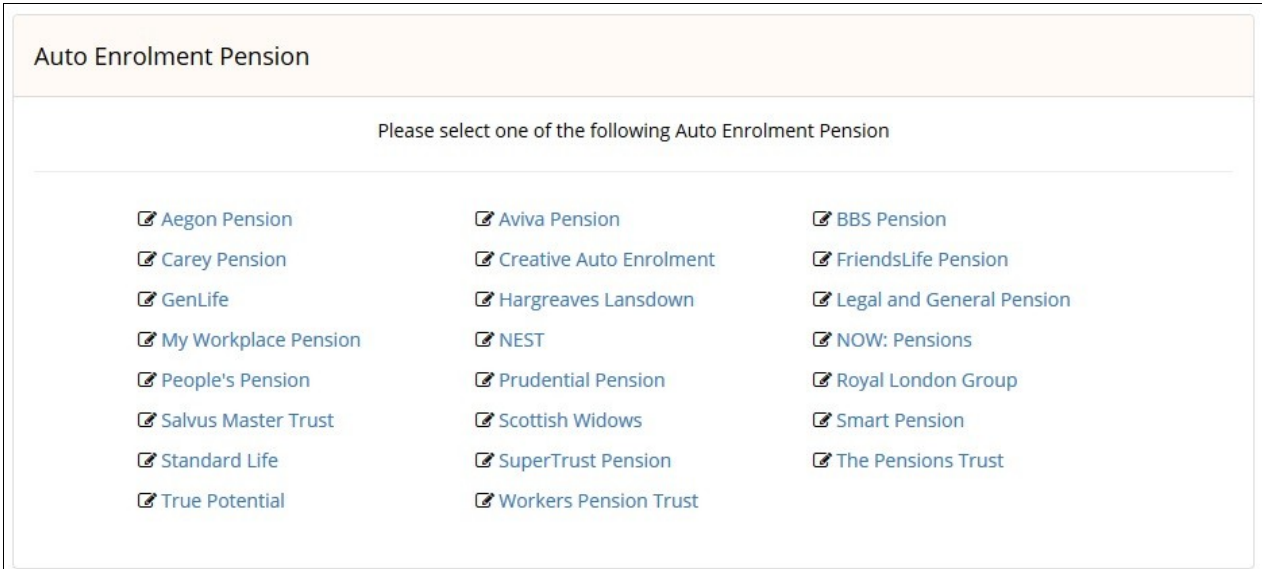 Auto Enrolment Pension
Please select one of the following Auto Enrolment Pension
Aegon Pension Aviva Pension BBS Pension
Carey Pension Creative Auto Enrolment FriendsLife Pension
GenLife Hargreaves Lansdown Legal and General Pension
My Workplace Pension NEST NOW: Pensions
People's Pension Prudential Pension Royal London Group
Salvus Master Trust Scottish Widows Smart Pension
Standard Life SuperTrust Pension The Pensions Trust
True Potential Workers Pension Trust